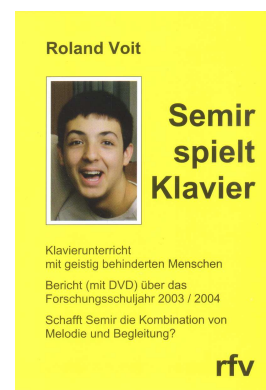 Roland Voit
Semir
spielt
Klavier
Klavierunterricht
mit geistig behinderten Menschen
Bericht (mit DVD) über das
Forschungsschuljahr 2003 / 2004
Schafft Semir die Kombination von
Melodie und Begleitung?
rfv